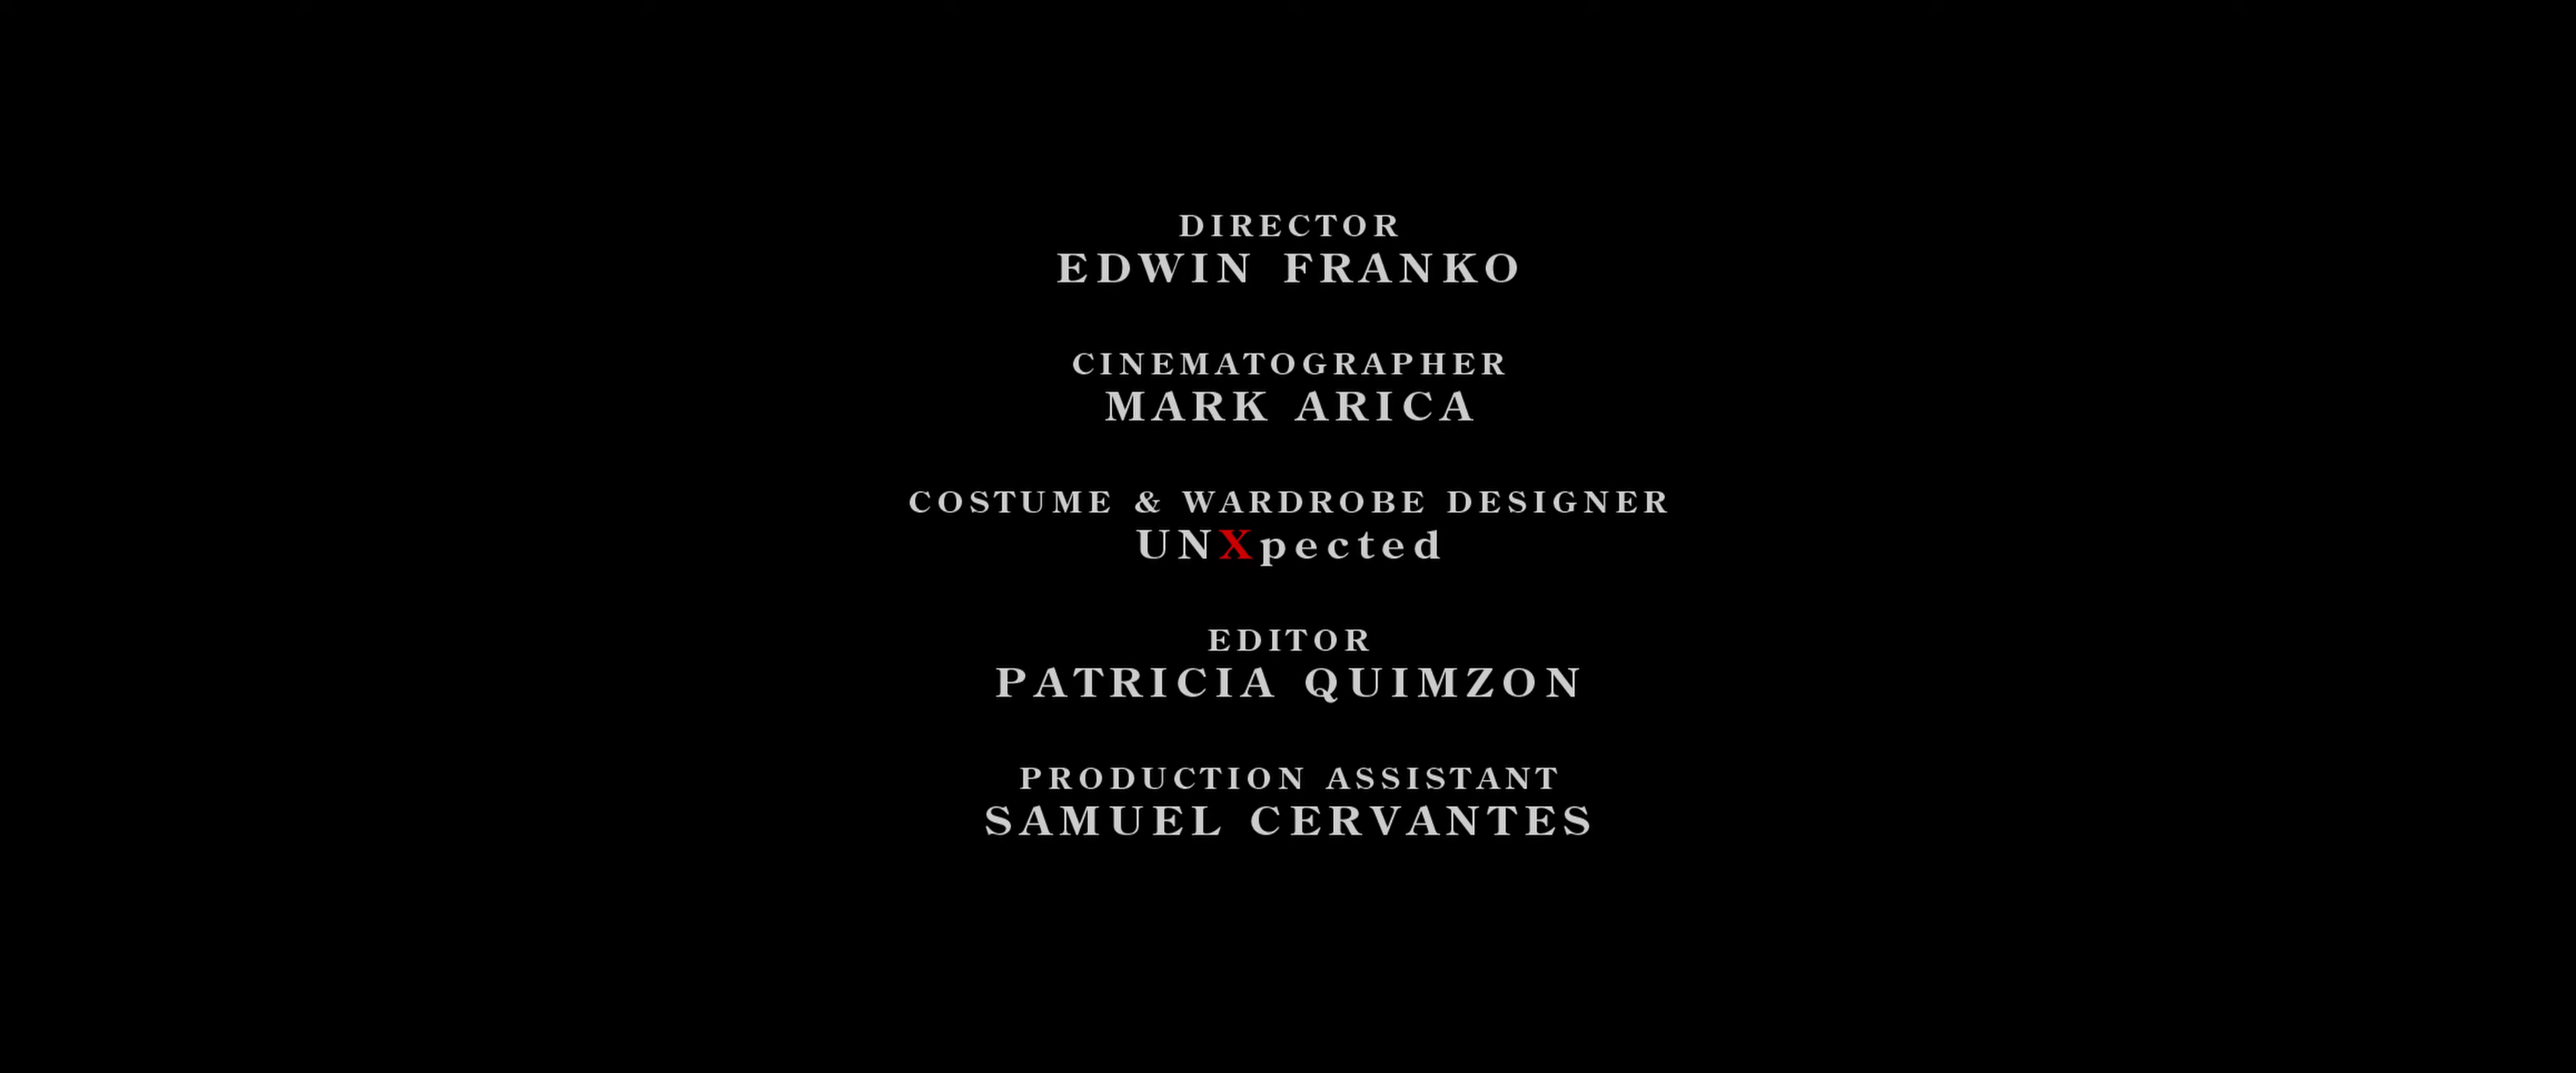 DIRECTOR
EDWIN FRANKO
CINEMATOGRAPHER
MARK ARICA
COSTUME & WARDROBE DESIGNER
UNXpected
EDITOR
PATRICIA QUIMZON
PRODUCTION ASSISTANT
SAMUEL CERVANTES